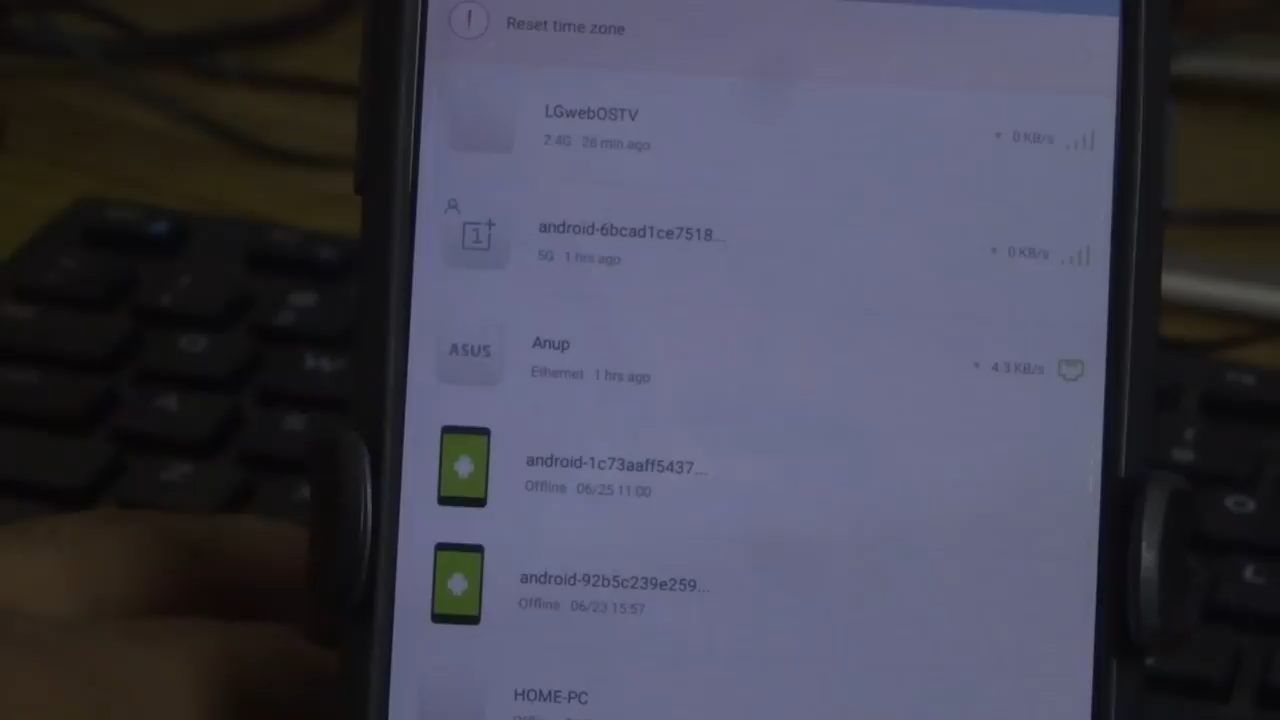 Reset time zone
LGwebOSTV
2.4G 28 min ago
0 KB/s
android-6bcad1ce7518...
5G 1 hrs ago
0 KB/s
ASUS
Anup
Ethernet 1 hrs ago
4.3 KB/s
android-1c73aaff5437...
Offline 06/25 11:00
android-92b5c239e259...
Offline 06/23 15:57
HOME-PC